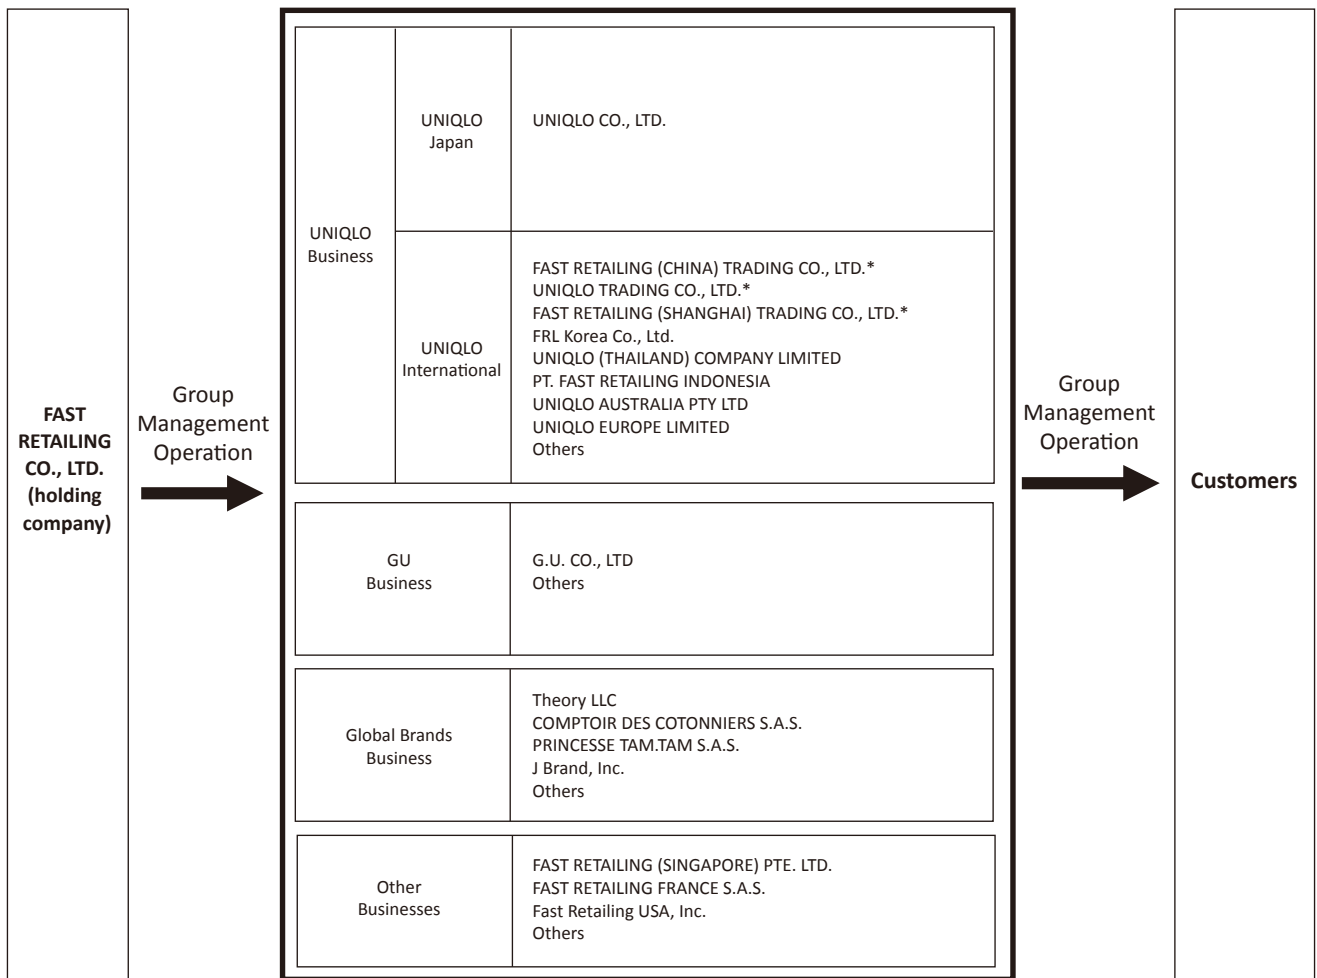 FAST
RETAILING
CO., LTD.
(holding
company)
Group
Management
Operation
UNIQLO
Business
UNIQLO
Japan
UNIQLO CO., LTD.
UNIQLO
International
FAST RETAILING (CHINA) TRADING CO., LTD.*
UNIQLO TRADING CO., LTD.*
FAST RETAILING (SHANGHAI) TRADING CO., LTD.*
FRL Korea Co., Ltd.
UNIQLO (THAILAND) COMPANY LIMITED
PT. FAST RETAILING INDONESIA
UNIQLO AUSTRALIA PTY LTD
UNIQLO EUROPE LIMITED
Others
GU
Business
G.U. CO., LTD
Others
Global Brands
Business
Theory LLC
COMPTOIR DES COTONNIERS S.A.S.
PRINCESSE TAM.TAM S.A.S.
J Brand, Inc.
Others
Other
Businesses
FAST RETAILING (SINGAPORE) PTE. LTD.
FAST RETAILING FRANCE S.A.S.
Fast Retailing USA, Inc.
Others
Group
Management
Operation
Customers